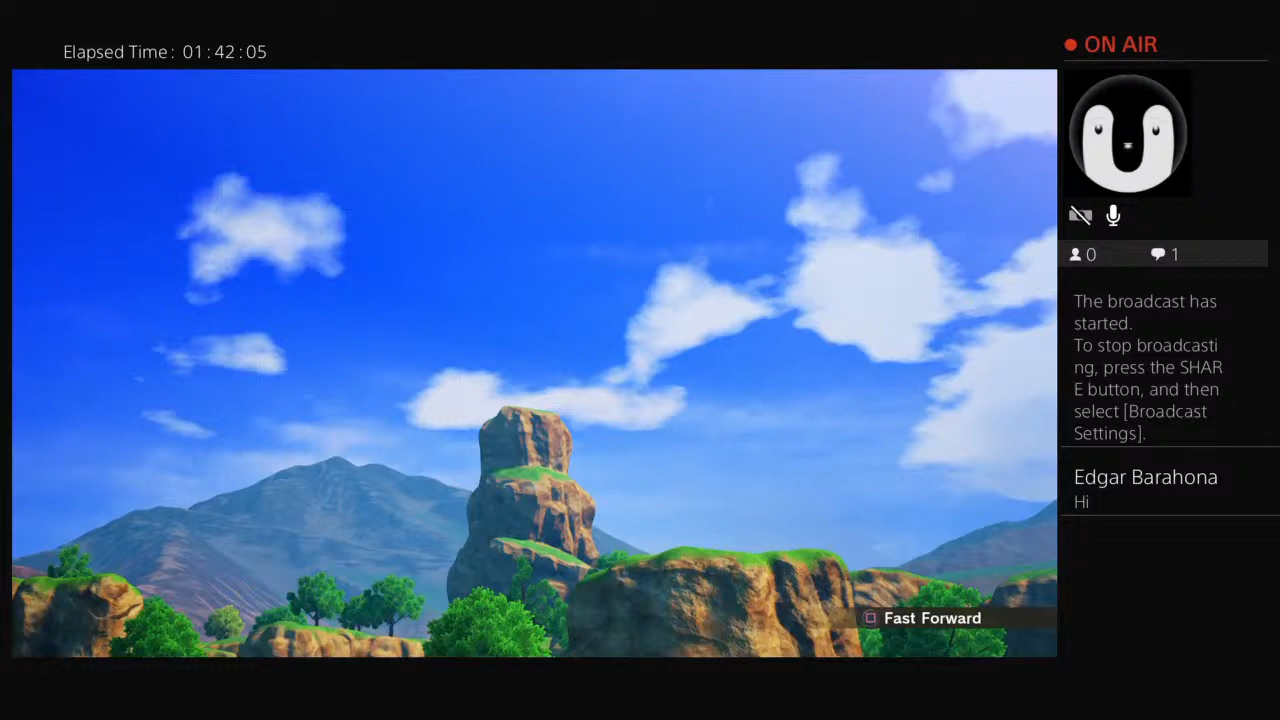 Elapsed Time: 01:42:05
ON AIR
0 1
The broadcast has
started.
To stop broadcasti
ng, press the SHAR
E button, and then
select [Broadcast
Settings].
Edgar Barahona
Hi
Fast Forward